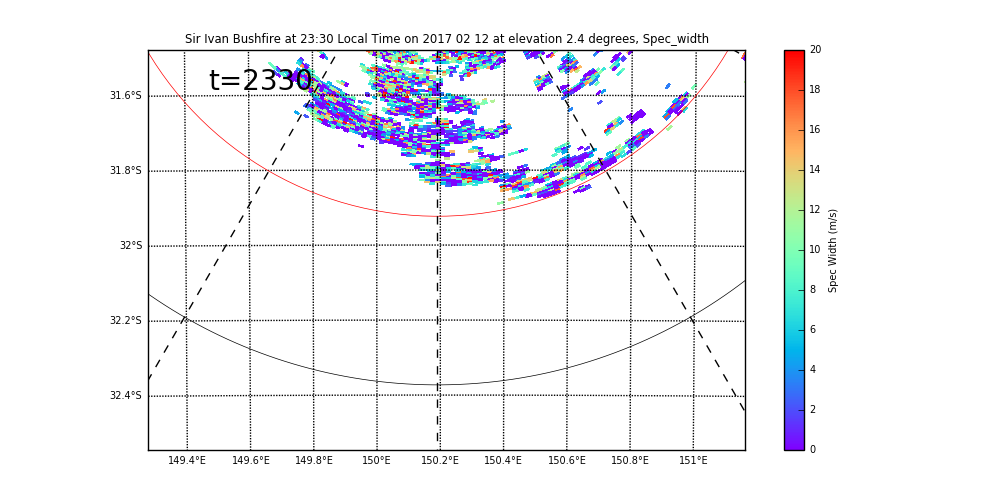 Sir Ivan Bushfire at 23:30 Local Time on 2017 02 12 at elevation 2.4 degrees, Spec_width
t=2330
31.6°S
31.8°S
32°S
32.2°S
32.4°S
149.4°E 149.6°E 149.8°E 150°E 150.2°E 150.4°E 150.6°E 150.8°E 151°E
20
18
16
14
12
10
8
6
4
2
0
Spec Width (m/s)